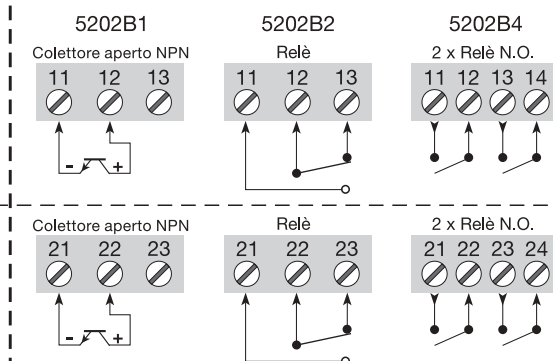 5202B1 5202B2 5202B4
Colettore aperto NPN Relè 2 x Relè N.O.
11 12 13 11 12 13 11 12 13 14
- +
Colettore aperto NPN Relè 2 x Relè N.O.
21 22 23 21 22 23 21 22 23 24
- +